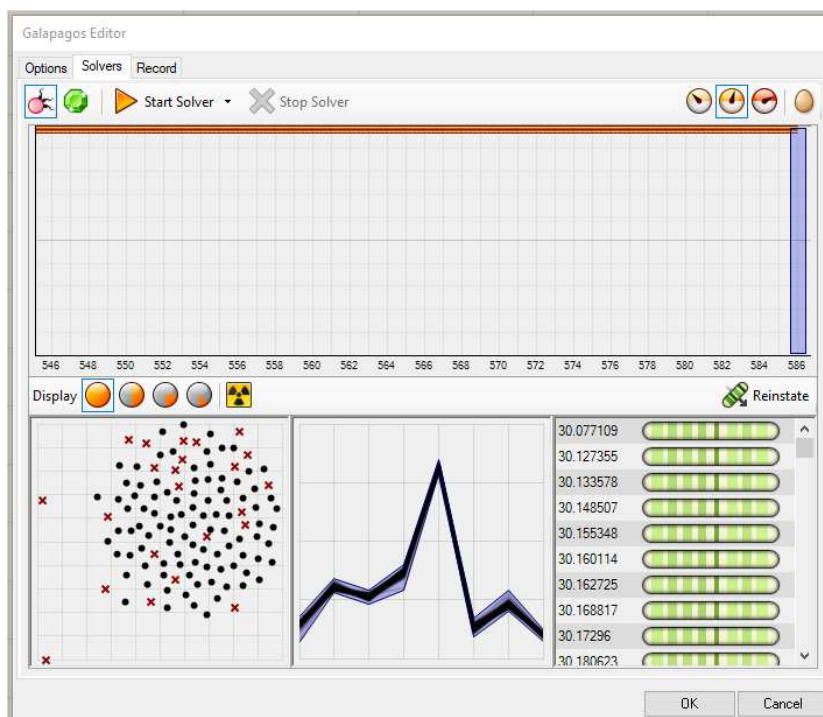 Galapagos Editor
Options Solvers Record
Start Solver Stop Solver
546 548 550 552 554 556 558 560 562 564 566 568 570 572 574 576 578 580 582 584 586
Display Reinstate
30.077109
30.127355
30.133578
30.148507
30.155348
30.160114
30.162725
30.168817
30.17296
30.180623
OK Cancel